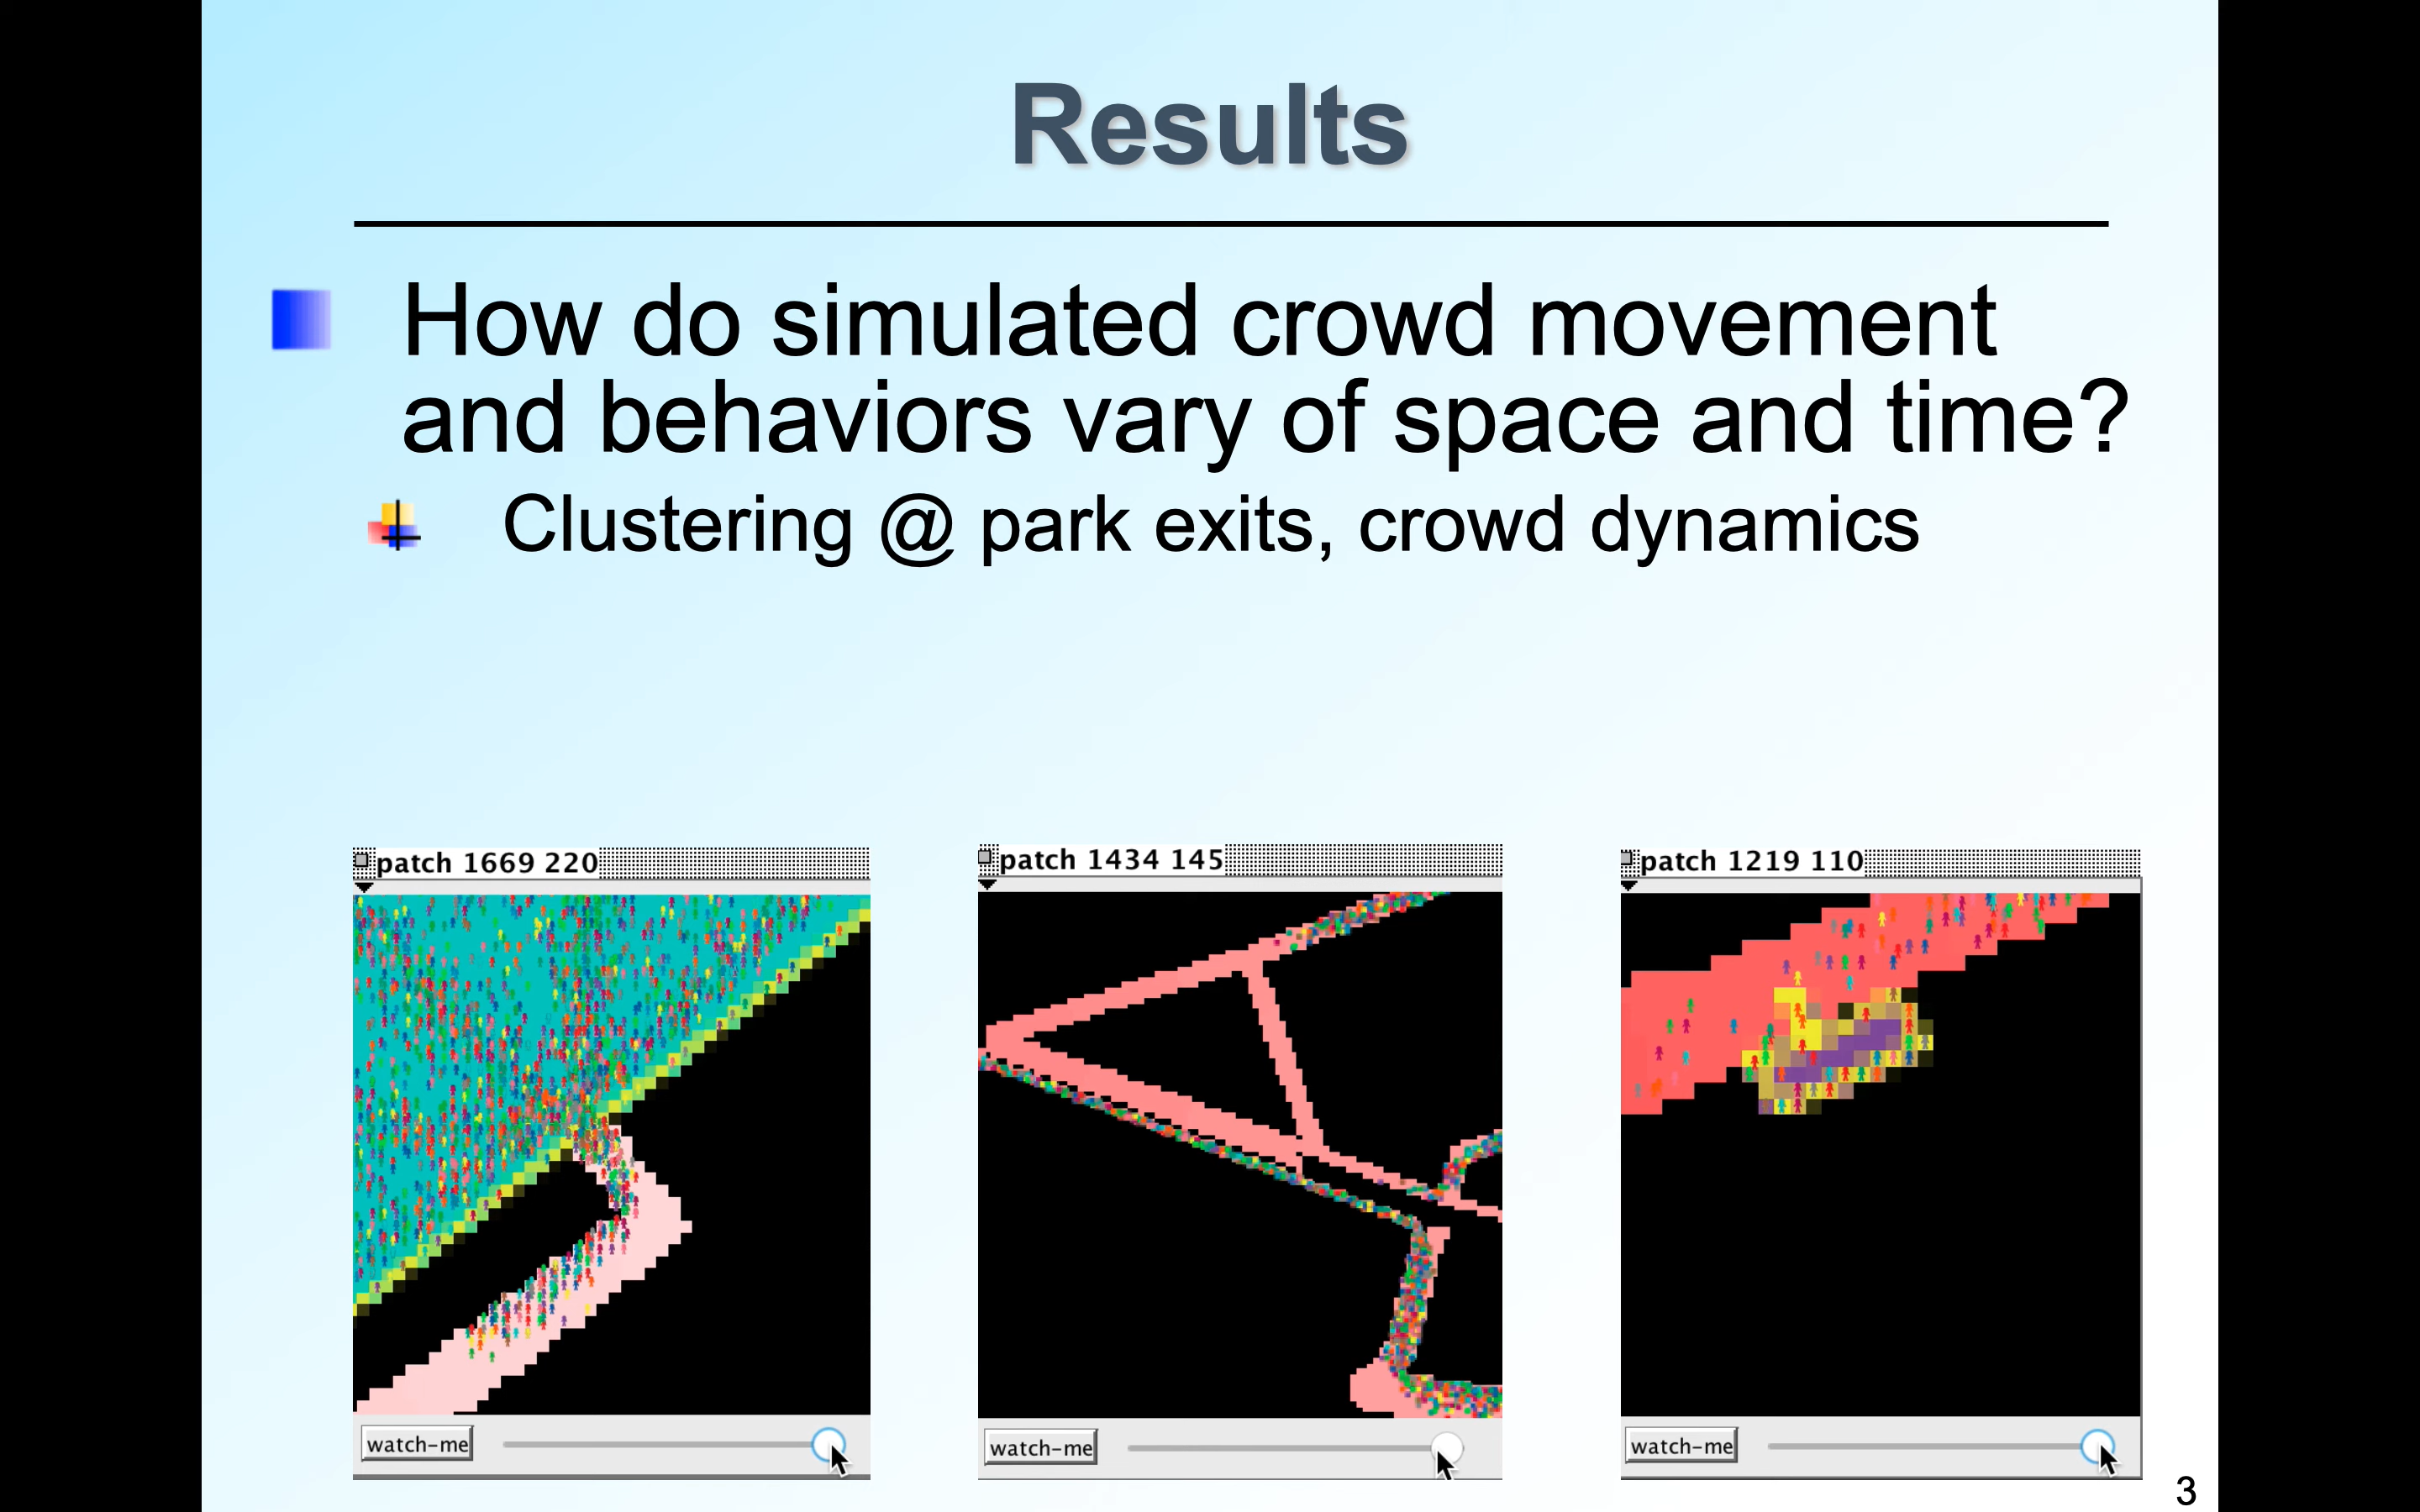 Results
How do simulated crowd movement
and behaviors vary of space and time?
Clustering @ park exits, crowd dynamics
patch 1669 220
patch 1434 145
patch 1219 110
watch-me
watch-me
watch-me
3